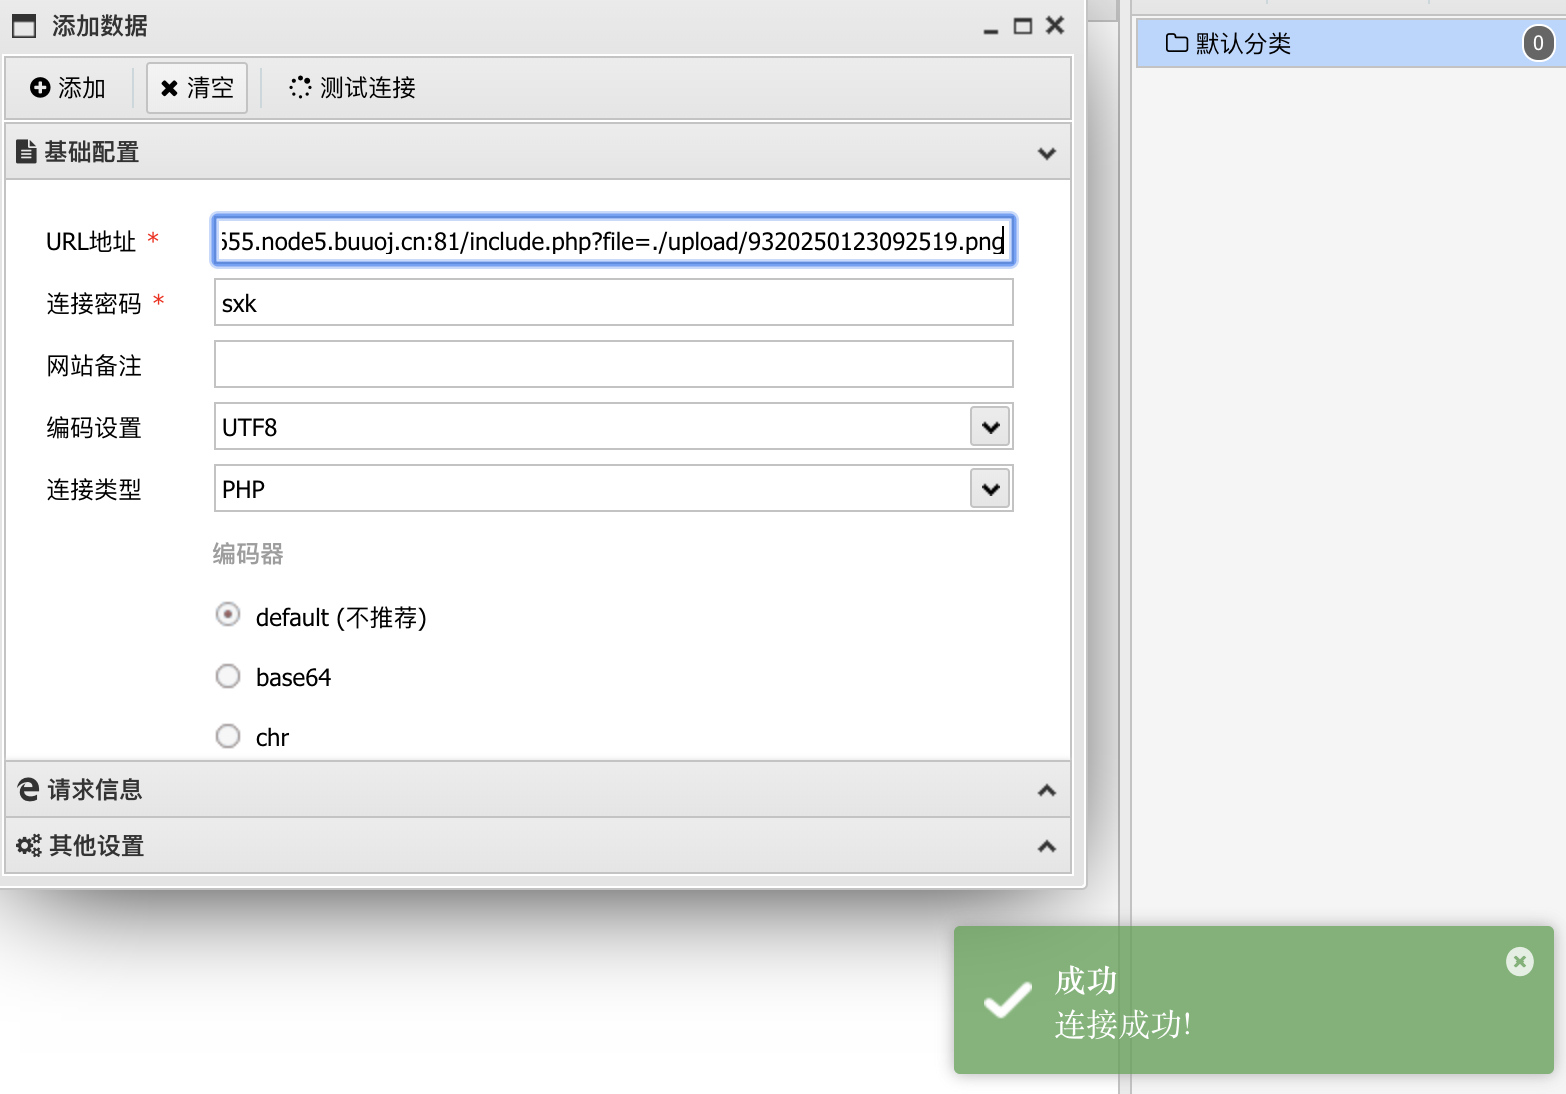 添加数据
添加 清空 测试连接
基础配置
URL地址 * 555.node5.buuoj.cn:81/include.php?file=./upload/9320250123092519.png
连接密码 * sxk
网站备注
编码设置 UTF8
连接类型 PHP
编码器
default (不推荐)
base64
chr
请求信息
其他设置
默认分类 0
成功
连接成功!